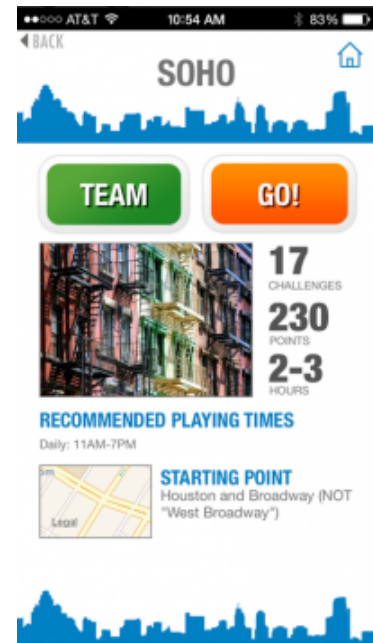 AT&T 10:54 AM 83%
BACK
SOHO
TEAM
GO!
17
CHALLENGES
230
POINTS
2-3
HOURS
RECOMMENDED PLAYING TIMES
Daily: 11AM-7PM
5m
Legal
STARTING POINT
Houston and Broadway (NOT
"West Broadway")